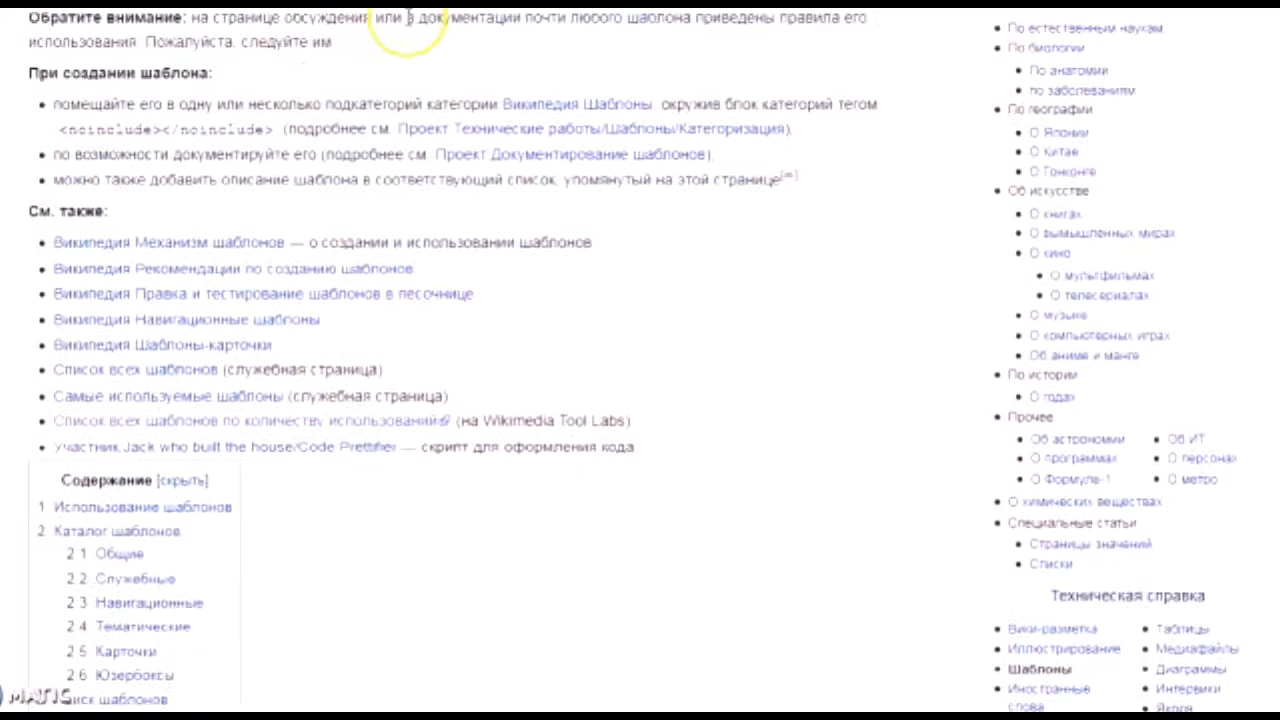 Обратите внимание: на странице обсуждения или в документации почти любого шаблона приведены правила его
использования. Пожалуйста, следуйте им
При создании шаблона:
• помещайте его в одну или несколько подкатегорий категории Википедия Шаблоны, окружив блок категорий тегом
<noinclude></noinclude> (подробнее см. Проект Технические работы/Шаблоны/Категоризация),
• по возможности документируйте его (подробнее см. Проект Документирование шаблонов),
• можно также добавить описание шаблона в соответствующий список, упомянутый на этой странице
См. также:
• Википедия Механизм шаблонов — о создании и использовании шаблонов
• Википедия Рекомендации по созданию шаблонов
• Википедия Правка и тестирование шаблонов в песочнице
• Википедия Навигационные шаблоны
• Википедия Шаблоны-карточки
• Список всех шаблонов (служебная страница)
• Самые используемые шаблоны (служебная страница)
• Список всех шаблонов по количеству использований (на Wikimedia Tool Labs)
• Участник Jack who built the house/Code Prettifier — скрипт для оформления кода
Содержание [скрыть]
1 Использование шаблонов
2 Каталог шаблонов
2 1 Общие
2 2 Служебные
2 3 Навигационные
2 4 Тематические
2 5 Карточки
2 6 Юзербоксы
шаблонов
• По естественным наукам
• По биологии
• По анатомии
• по заболеваниям
• По географии
• О Японии
• О Китае
• О Гонконге
• Об искусстве
• О книгах
• О вымышленных мирах
• О кино
• О мультфильмах
• О телесериалах
• О музыке
• О компьютерных играх
• Об аниме и манге
• По истории
• О годах
• Прочее
• Об астрономии • Об ИТ
• О программах • О персонах
• О Формуле-1 • О метро
• О химических веществах
• Специальные статьи
• Страницы значений
• Списки
Техническая справка
• Вики-разметка • Таблицы
• Иллюстрирование • Медиафайлы
• Шаблоны • Диаграммы
• Иностранные • Интервики
слова • Якоря